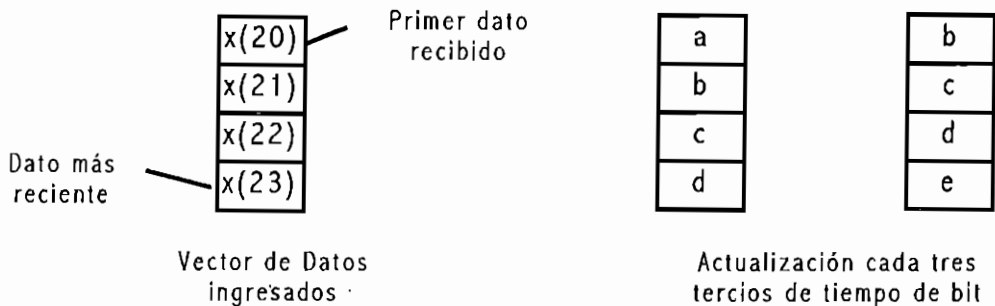 x(20)
x(21)
x(22)
x(23)
Primer dato
recibido
Dato más
reciente
Vector de Datos
ingresados
a
b
c
d
b
c
d
e
Actualización cada tres
tercios de tiempo de bit